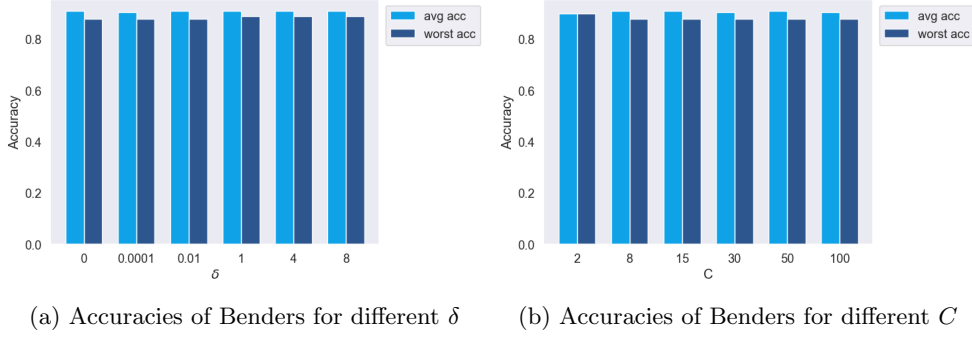 avg acc
worst acc
Accuracy
0.8
0.6
0.4
0.2
0.0
0 0.0001 0.01 1 4 8
δ
(a) Accuracies of Benders for different δ
avg acc
worst acc
Accuracy
0.8
0.6
0.4
0.2
0.0
2 8 15 30 50 100
C
(b) Accuracies of Benders for different C